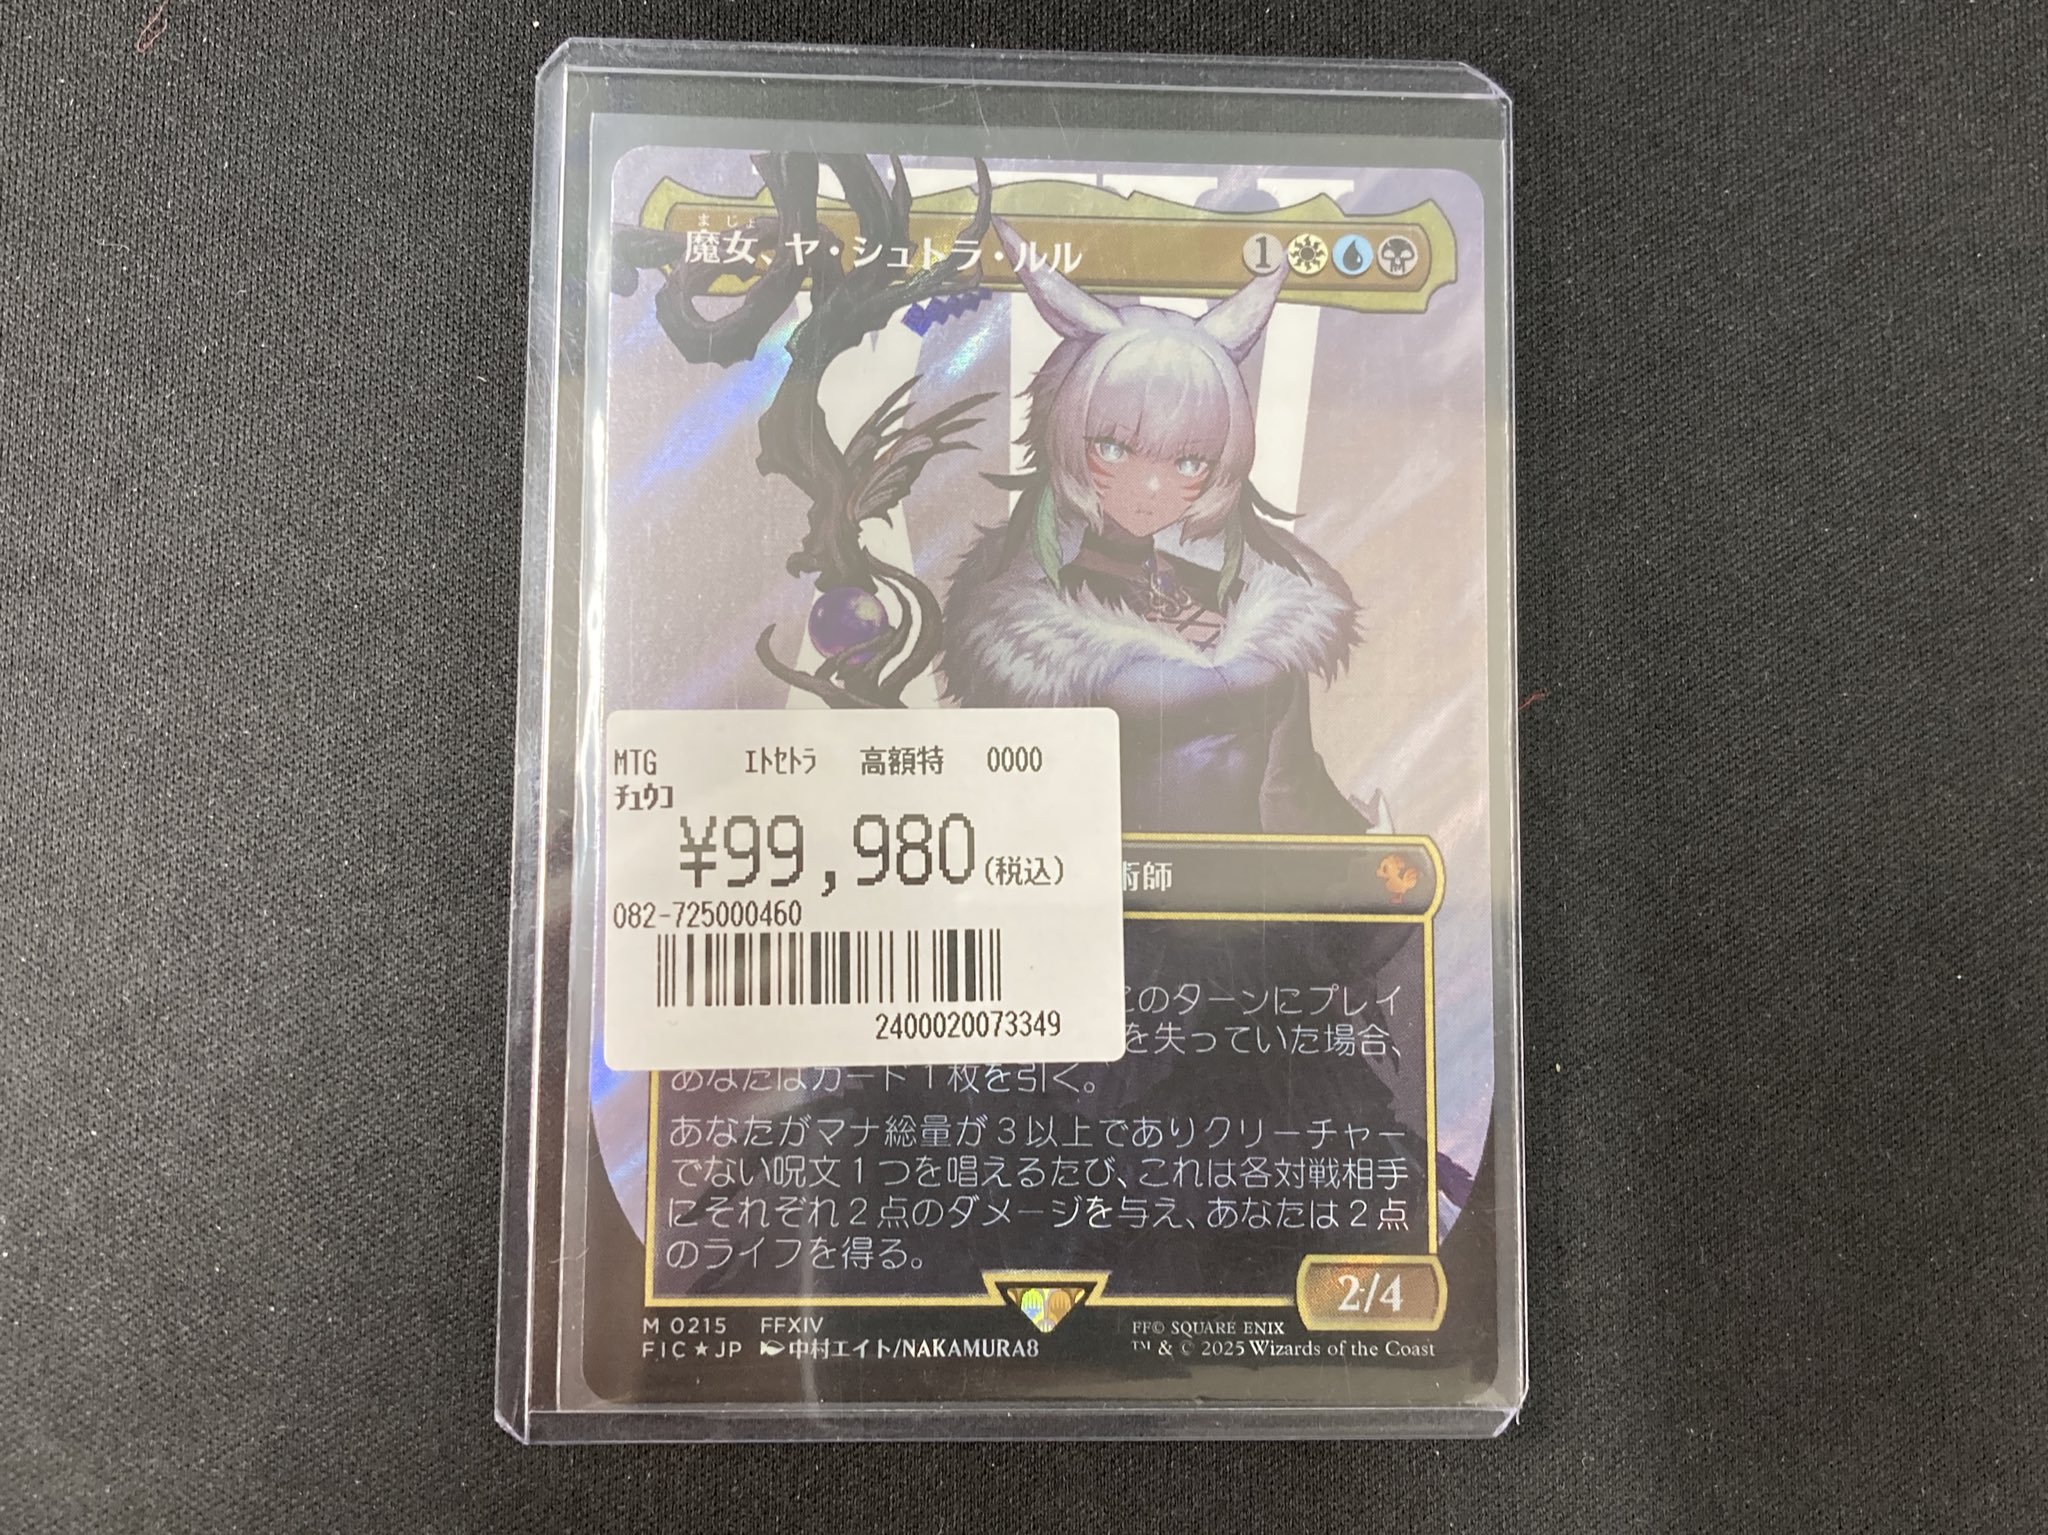 まじょ
魔女、ヤ・シュトラ・ルル
1
MTG ｴﾄｾﾄﾗ 高額特 0000
ﾁｭｳｺ
¥99,980(税込)
082-725000460
2400020073349
術師
このターンにプレイ
を失っていた場合、
あなたはカード1枚を引く。
あなたがマナ総量が3以上でありクリーチャー
でない呪文1つを唱えるたび、これは各対戦相手
にそれぞれ2点のダメージを与え、あなたは2点
のライフを得る。
2/4
M 0215 FFXIV
FIC★JP 中村エイト/NAKAMURA8
FF© SQUARE ENIX
™ & © 2025 Wizards of the Coast